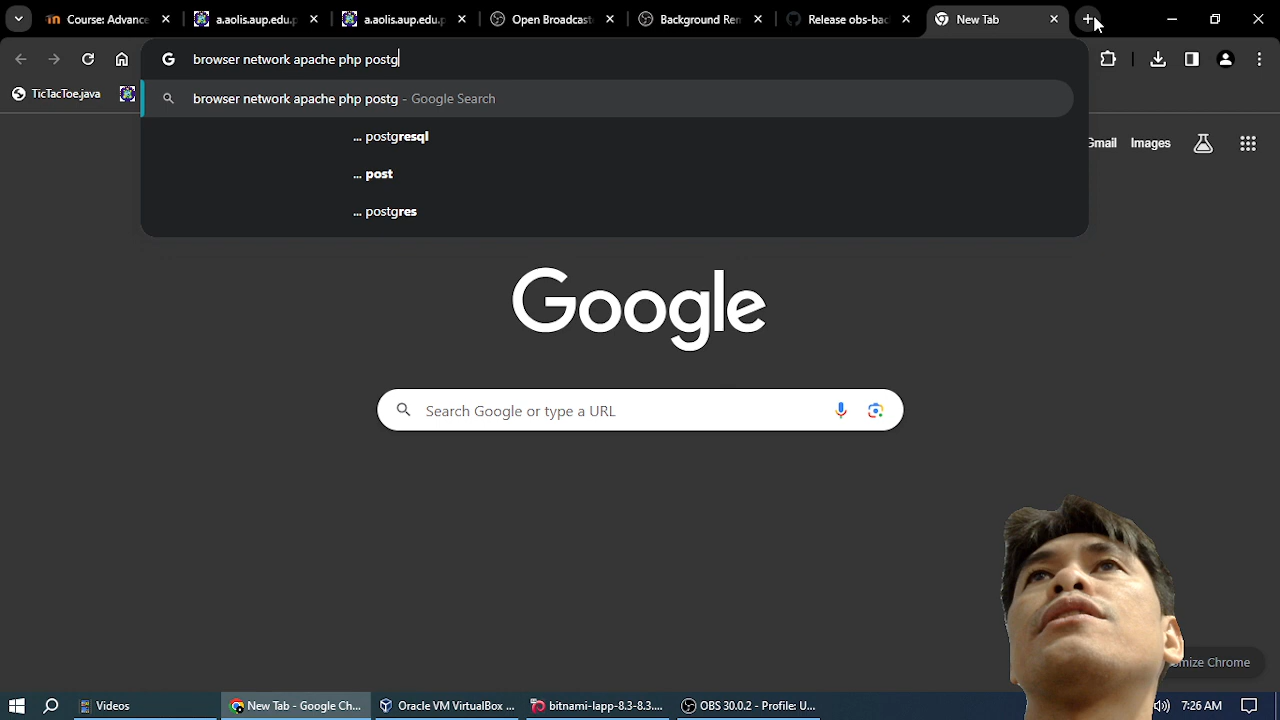 Course: Advanc
a.aolis.aup.edu.p
a.aolis.aup.edu.p
Open Broadcast
Background Rem
Release obs-bac
New Tab
browser network apache php postg
TicTacToe.java
browser network apache php postg - Google Search
... postgresql
... post
... postgres
Gmail Images
Google
Search Google or type a URL
omize Chrome
Videos
New Tab - Google Ch...
Oracle VM VirtualBox ...
bitnami-lapp-8.3-8.3....
OBS 30.0.2 - Profile: U...
7:26 AM